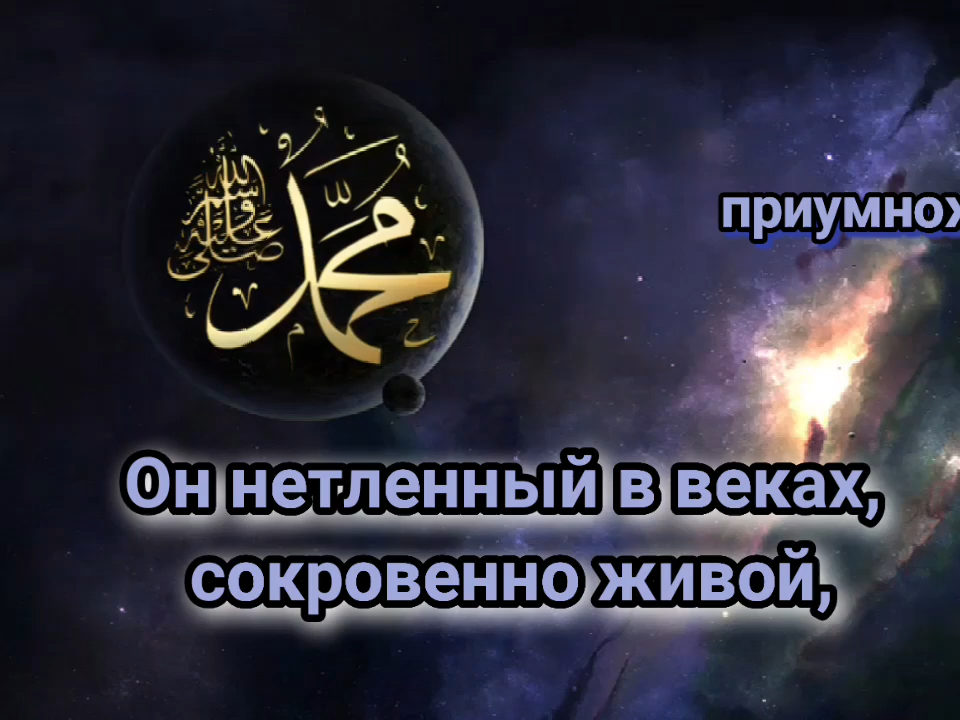 محمد
صلى الله عليه وسلم
приумнож
Он нетленный в веках,
сокровенно живой,